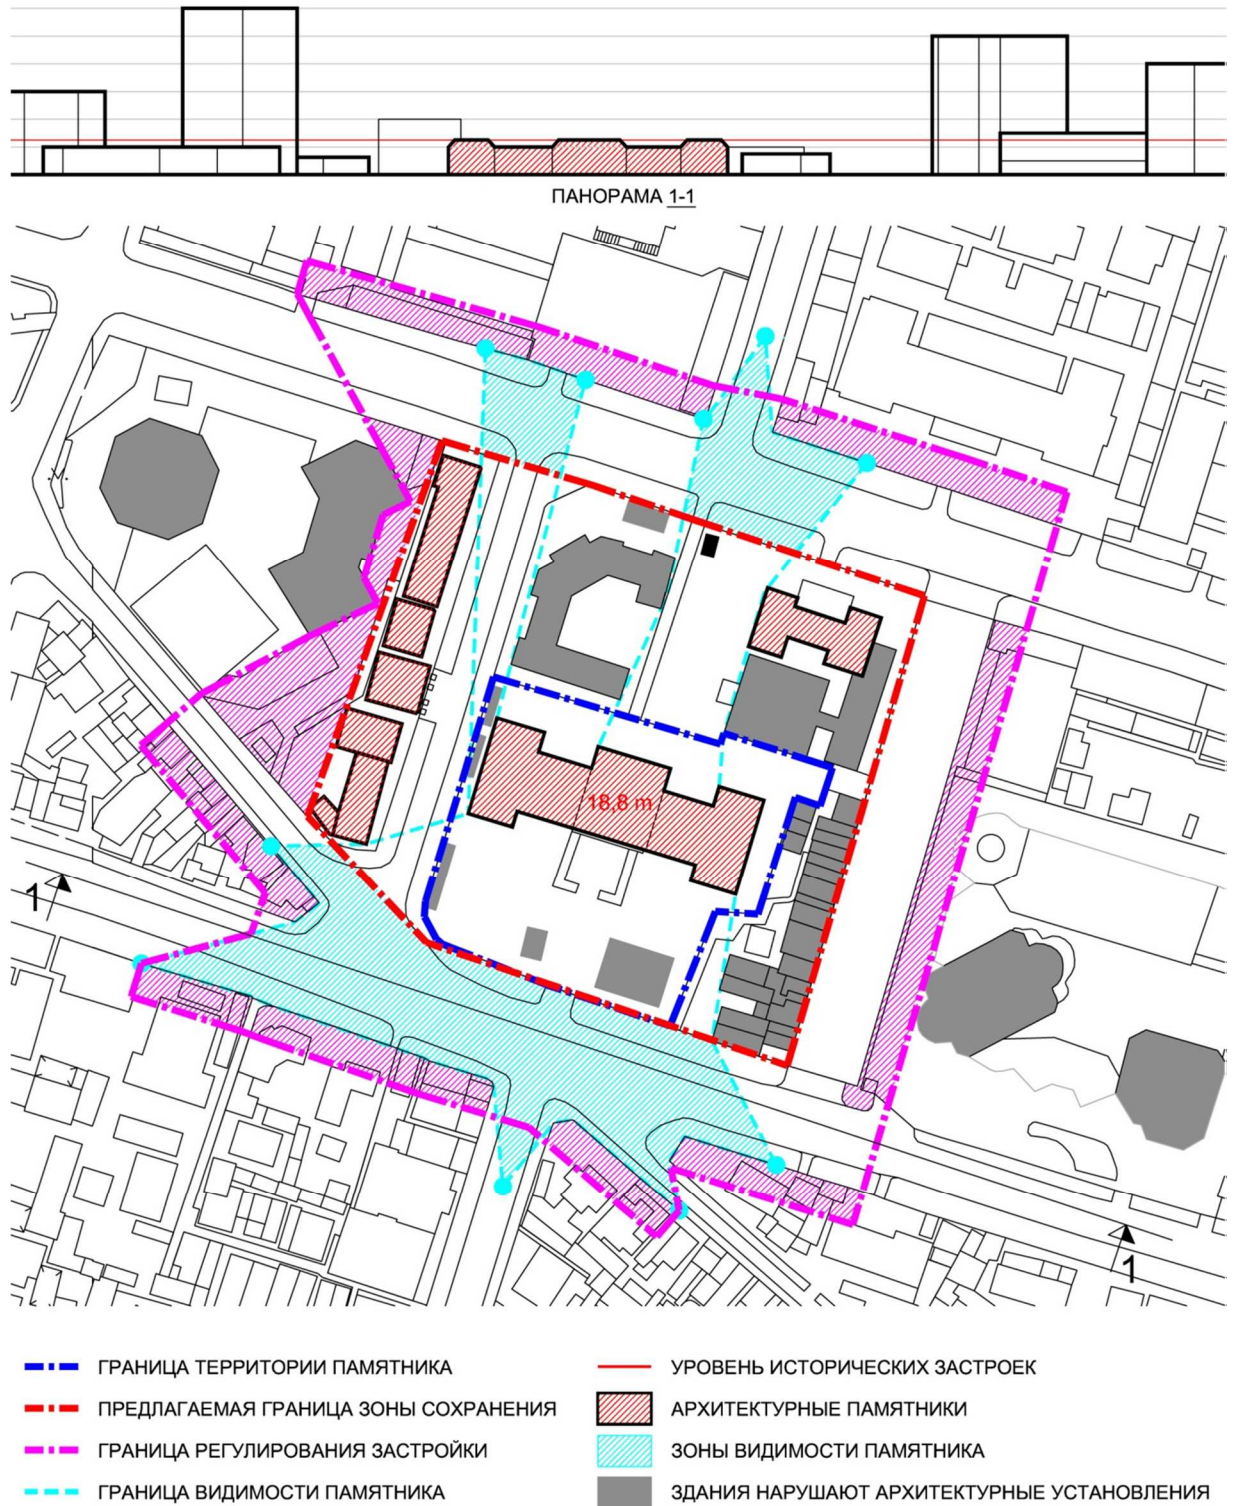 ПАНОРАМА 1-1
18,8 m
1
1
ГРАНИЦА ТЕРРИТОРИИ ПАМЯТНИКА
ПРЕДЛАГАЕМАЯ ГРАНИЦА ЗОНЫ СОХРАНЕНИЯ
ГРАНИЦА РЕГУЛИРОВАНИЯ ЗАСТРОЙКИ
ГРАНИЦА ВИДИМОСТИ ПАМЯТНИКА
УРОВЕНЬ ИСТОРИЧЕСКИХ ЗАСТРОЕК
АРХИТЕКТУРНЫЕ ПАМЯТНИКИ
ЗОНЫ ВИДИМОСТИ ПАМЯТНИКА
ЗДАНИЯ НАРУШАЮТ АРХИТЕКТУРНЫЕ УСТАНОВЛЕНИЯ